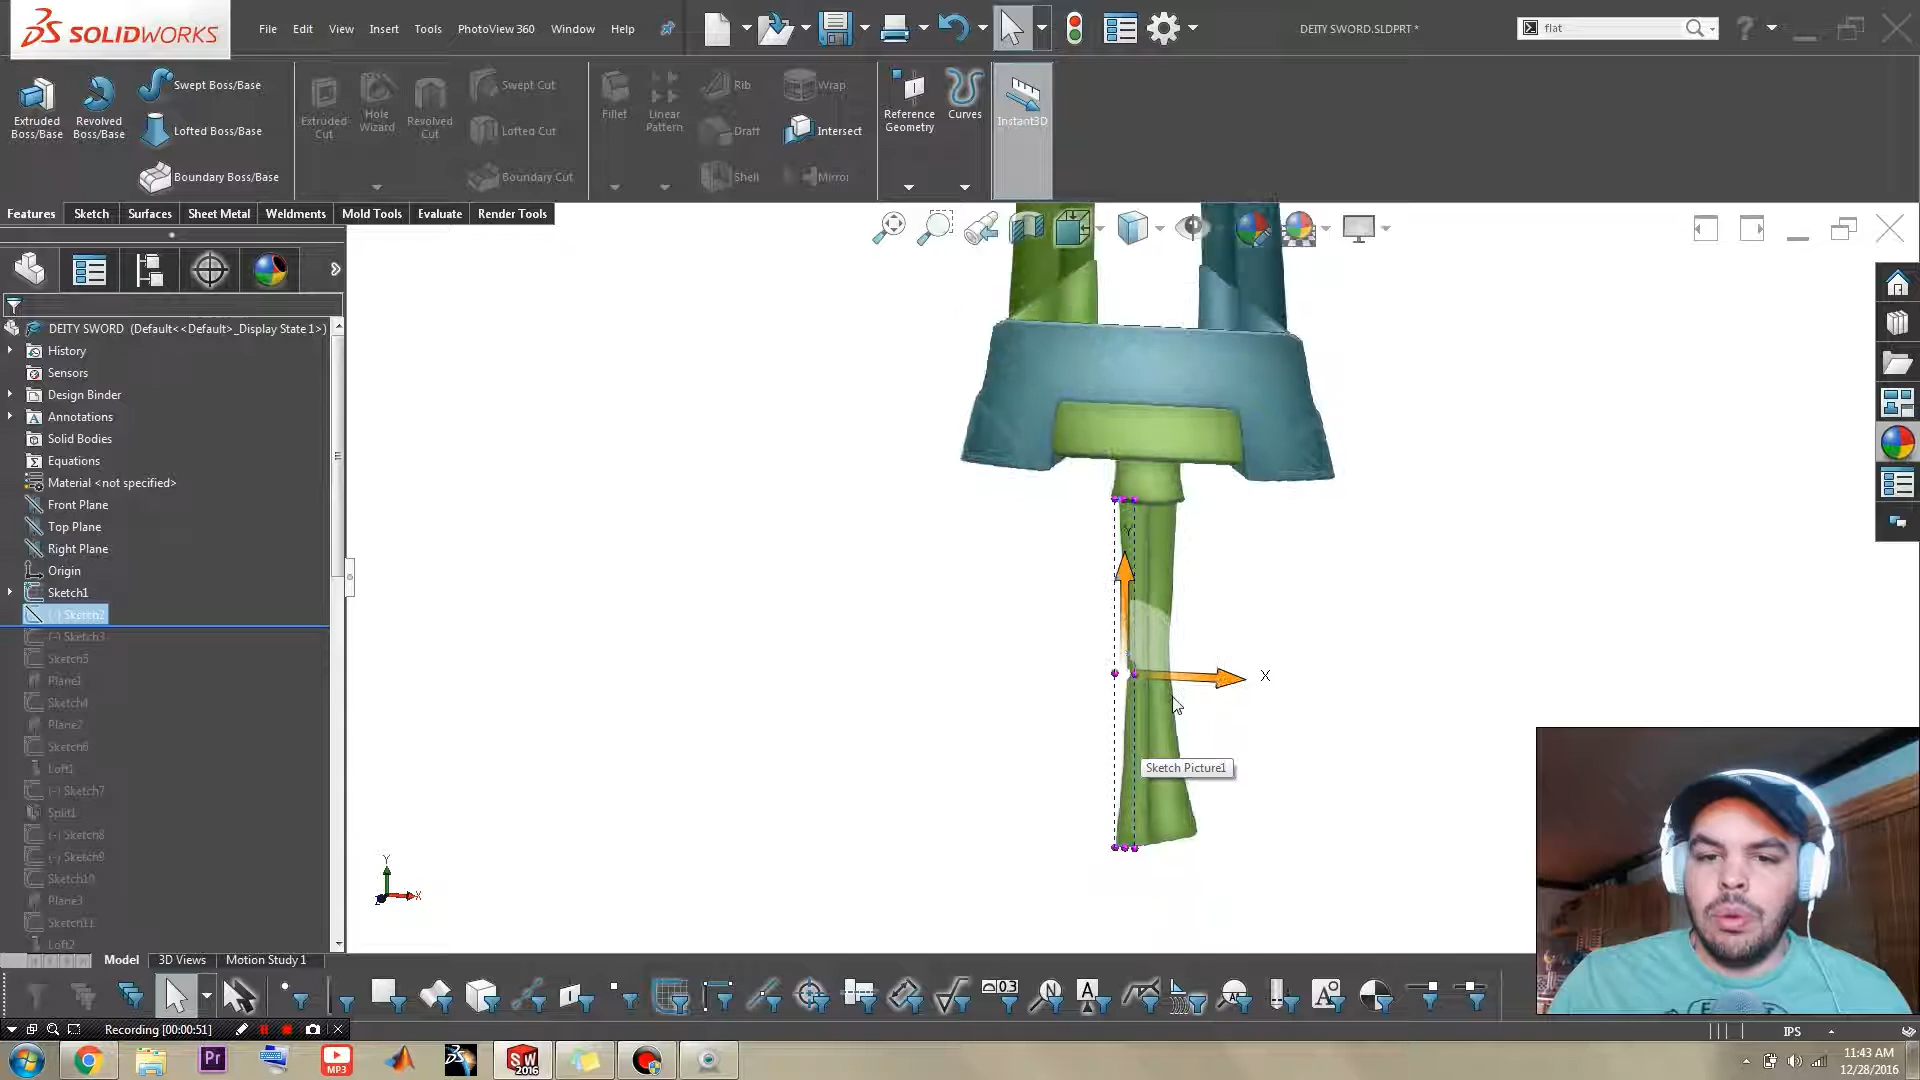 SOLIDWORKS
File Edit View Insert Tools PhotoView 360 Window Help
DEITY SWORD.SLDPRT *
flat
Extruded Boss/Base
Revolved Boss/Base
Swept Boss/Base
Lofted Boss/Base
Boundary Boss/Base
Extruded Cut
Hole Wizard
Revolved Cut
Swept Cut
Lofted Cut
Boundary Cut
Fillet
Linear Pattern
Rib
Draft
Shell
Wrap
Intersect
Mirror
Reference Geometry
Curves
Instant3D
Features Sketch Surfaces Sheet Metal Weldments Mold Tools Evaluate Render Tools
DEITY SWORD (Default<<Default>_Display State 1>)
History
Sensors
Design Binder
Annotations
Solid Bodies
Equations
Material <not specified>
Front Plane
Top Plane
Right Plane
Origin
Sketch1
(-) Sketch2
(-) Sketch3
Sketch5
Plane1
Sketch4
Plane2
Sketch6
Loft1
(-) Sketch7
Split1
(-) Sketch8
(-) Sketch9
Sketch10
Plane3
Sketch11
Loft2
Y
X
Sketch Picture1
Y
X
Z
Model 3D Views Motion Study 1
Recording [00:00:51]
IPS
Pr
MP3
SW
2016
11:43 AM
12/28/2016